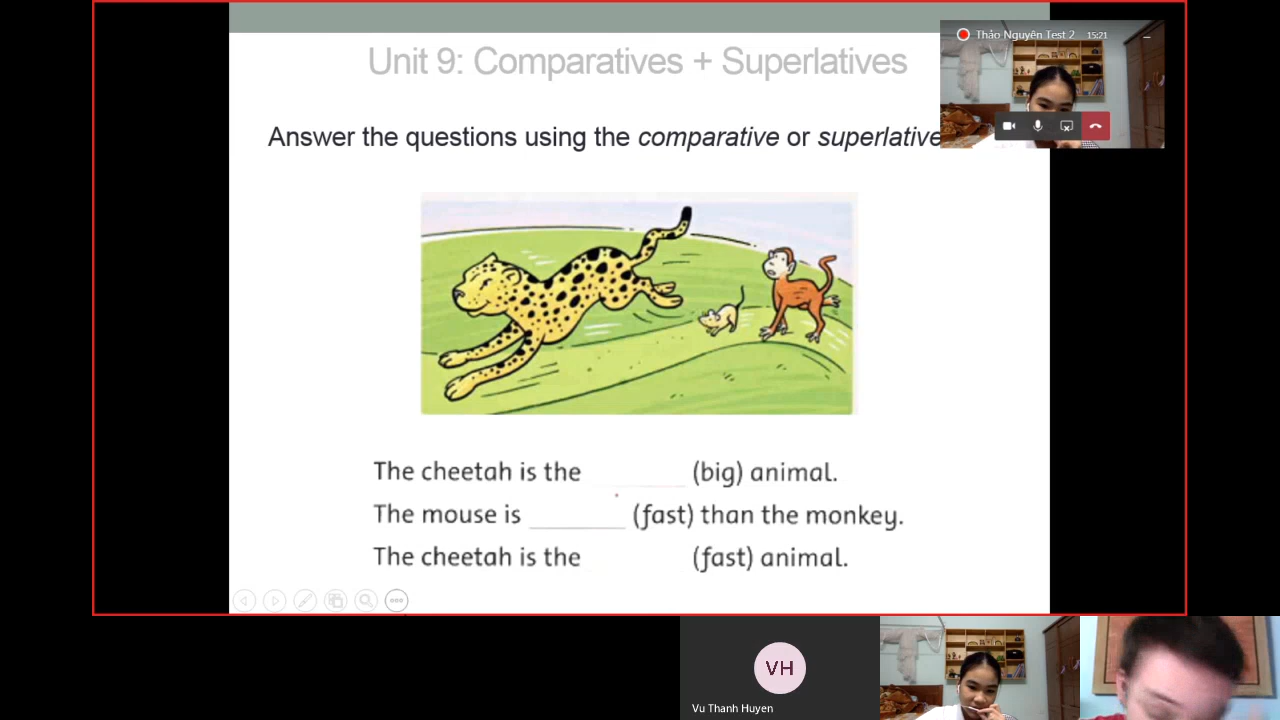 Unit 9: Comparatives + Superlatives
Thảo Nguyên Test 2 15:21
Answer the questions using the comparative or superlative
The cheetah is the ______ (big) animal.
The mouse is ______ (fast) than the monkey.
The cheetah is the (fast) animal.
VH
Vu Thanh Huyen